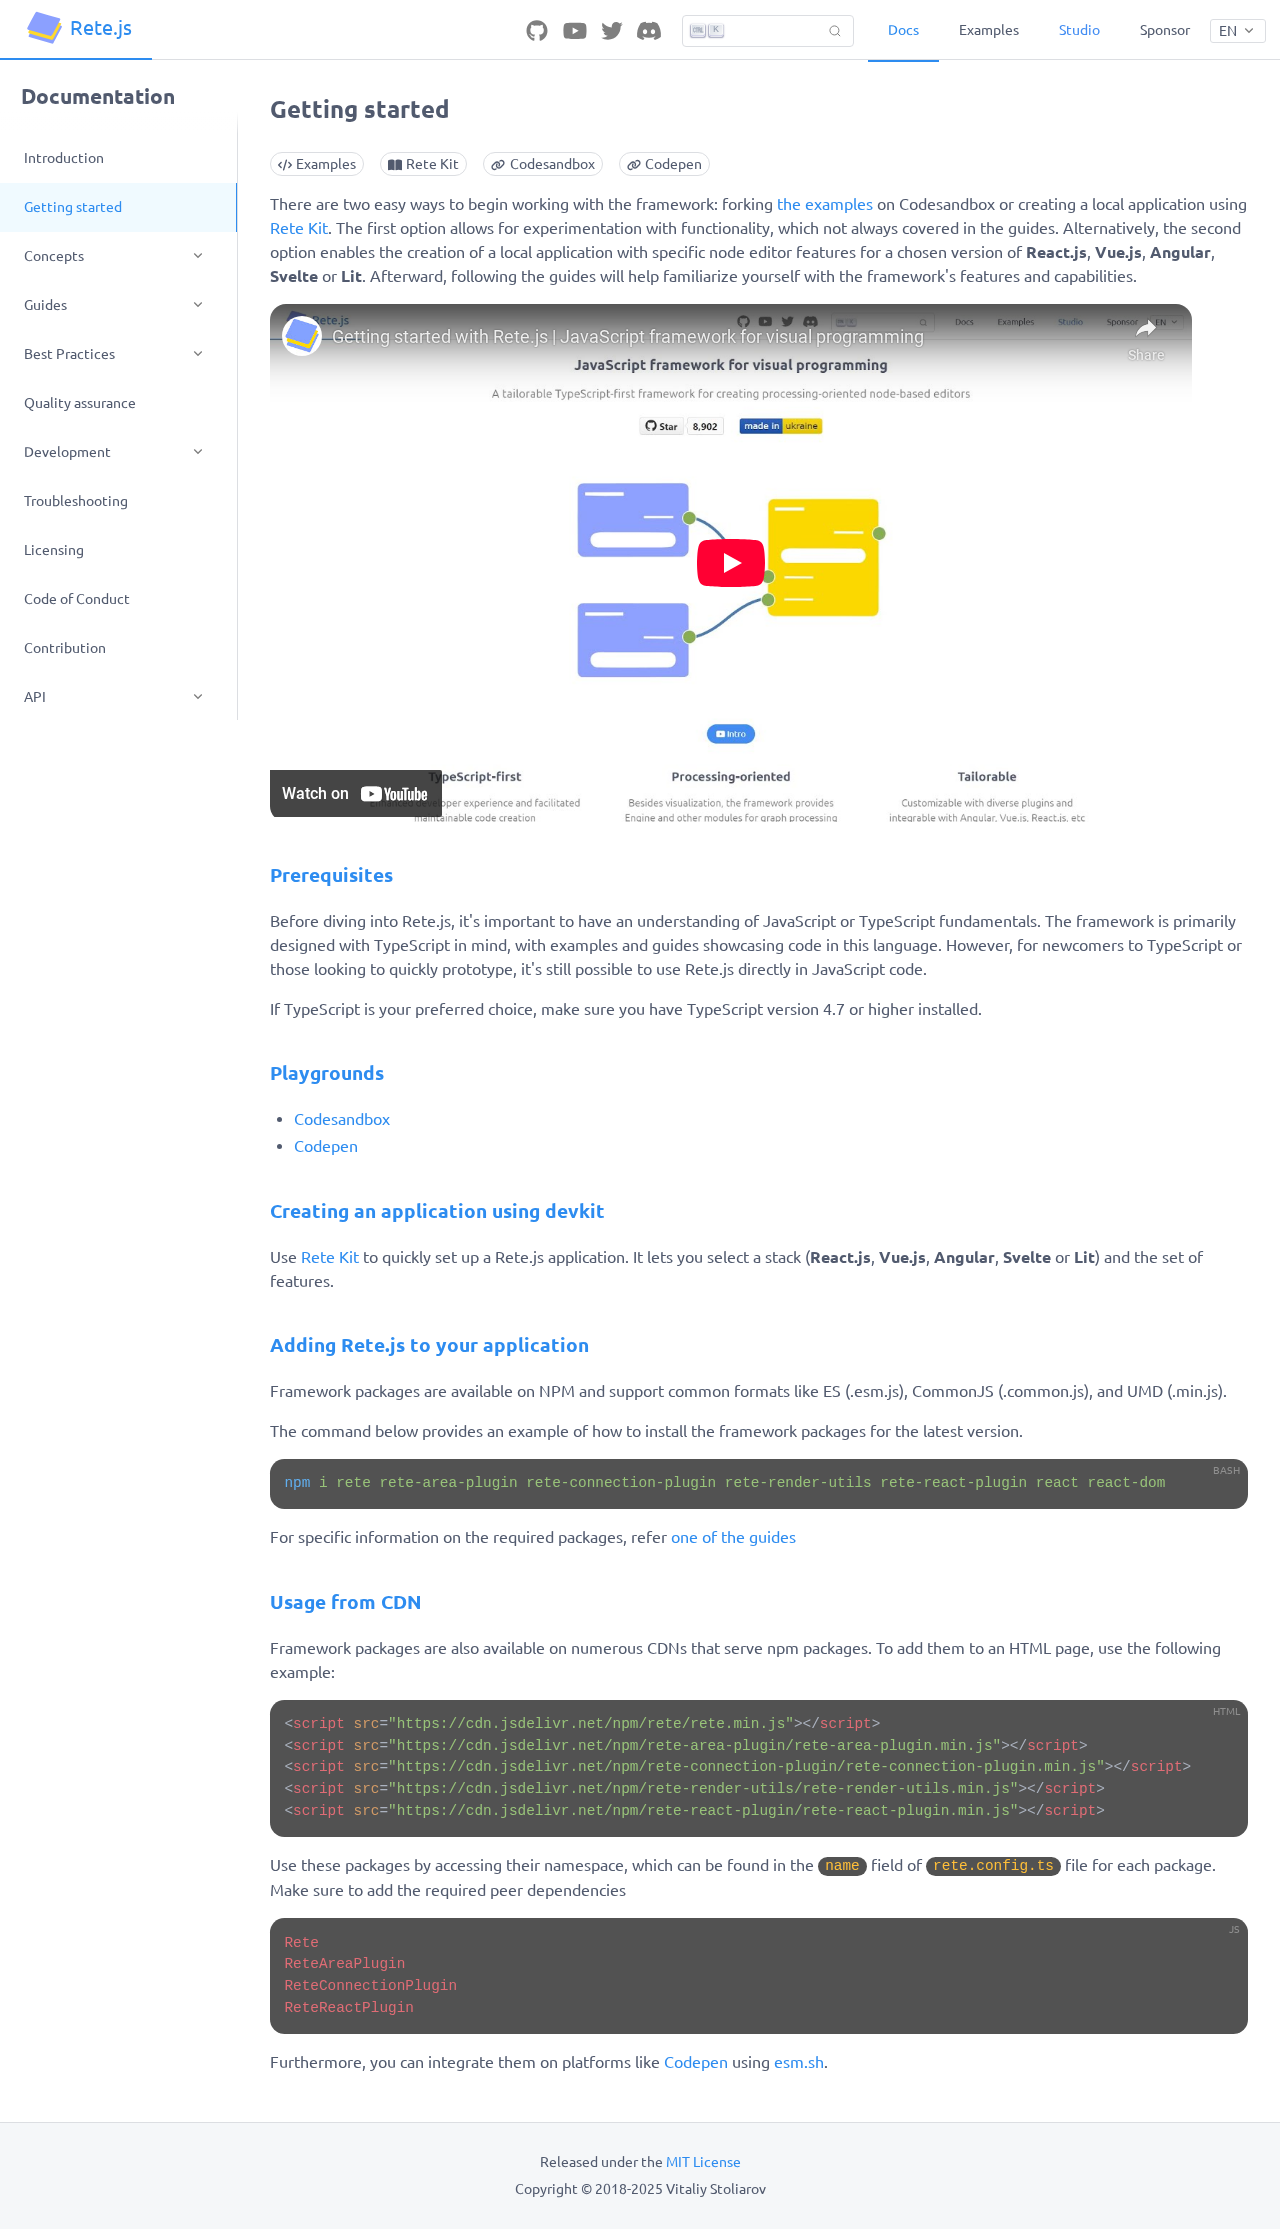 Rete.js
CTRL K
Docs
Examples
Studio
Sponsor
EN
Documentation
Introduction
Getting started
Concepts
Guides
Best Practices
Quality assurance
Development
Troubleshooting
Licensing
Code of Conduct
Contribution
API
Getting started
Examples
Rete Kit
Codesandbox
Codepen
There are two easy ways to begin working with the framework: forking the examples on Codesandbox or creating a local application using
Rete Kit. The first option allows for experimentation with functionality, which not always covered in the guides. Alternatively, the second
option enables the creation of a local application with specific node editor features for a chosen version of React.js, Vue.js, Angular,
Svelte or Lit. Afterward, following the guides will help familiarize yourself with the framework's features and capabilities.
Rete.js
Docs
Examples
Studio
Sponsor
EN
Getting started with Rete.js | JavaScript framework for visual programming
Share
JavaScript framework for visual programming
A tailorable TypeScript-first framework for creating processing-oriented node-based editors
Star 8,902
made in ukraine
Intro
TypeScript-first
Processing-oriented
Tailorable
Enhanced developer experience and facilitated
maintainable code creation
Besides visualization, the framework provides
Engine and other modules for graph processing
Customizable with diverse plugins and
integrable with Angular, Vue.js, React.js, etc
Watch on YouTube
Prerequisites
Before diving into Rete.js, it's important to have an understanding of JavaScript or TypeScript fundamentals. The framework is primarily
designed with TypeScript in mind, with examples and guides showcasing code in this language. However, for newcomers to TypeScript or
those looking to quickly prototype, it's still possible to use Rete.js directly in JavaScript code.
If TypeScript is your preferred choice, make sure you have TypeScript version 4.7 or higher installed.
Playgrounds
• Codesandbox
• Codepen
Creating an application using devkit
Use Rete Kit to quickly set up a Rete.js application. It lets you select a stack (React.js, Vue.js, Angular, Svelte or Lit) and the set of
features.
Adding Rete.js to your application
Framework packages are available on NPM and support common formats like ES (.esm.js), CommonJS (.common.js), and UMD (.min.js).
The command below provides an example of how to install the framework packages for the latest version.
BASH
npm i rete rete-area-plugin rete-connection-plugin rete-render-utils rete-react-plugin react react-dom
For specific information on the required packages, refer one of the guides
Usage from CDN
Framework packages are also available on numerous CDNs that serve npm packages. To add them to an HTML page, use the following
example:
HTML
<script src="https://cdn.jsdelivr.net/npm/rete/rete.min.js"></script>
<script src="https://cdn.jsdelivr.net/npm/rete-area-plugin/rete-area-plugin.min.js"></script>
<script src="https://cdn.jsdelivr.net/npm/rete-connection-plugin/rete-connection-plugin.min.js"></script>
<script src="https://cdn.jsdelivr.net/npm/rete-render-utils/rete-render-utils.min.js"></script>
<script src="https://cdn.jsdelivr.net/npm/rete-react-plugin/rete-react-plugin.min.js"></script>
Use these packages by accessing their namespace, which can be found in the name field of rete.config.ts file for each package.
Make sure to add the required peer dependencies
JS
Rete
ReteAreaPlugin
ReteConnectionPlugin
ReteReactPlugin
Furthermore, you can integrate them on platforms like Codepen using esm.sh.
Released under the MIT License
Copyright © 2018-2025 Vitaliy Stoliarov